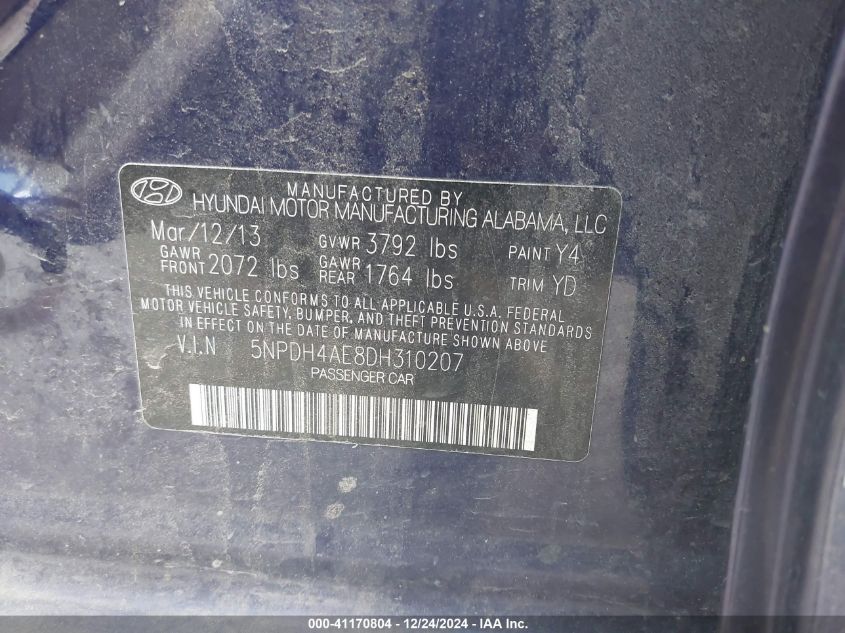 MANUFACTURED BY
HYUNDAI MOTOR MANUFACTURING ALABAMA, LLC
Mar/12/13 GVWR 3792 lbs PAINT Y4
GAWR FRONT 2072 lbs GAWR REAR 1764 lbs TRIM YD
THIS VEHICLE CONFORMS TO ALL APPLICABLE U.S.A. FEDERAL
MOTOR VEHICLE SAFETY, BUMPER, AND THEFT PREVENTION STANDARDS
IN EFFECT ON THE DATE OF MANUFACTURE SHOWN ABOVE.
V.I.N 5NPDH4AE8DH310207
PASSENGER CAR
000-41170804 - 12/24/2024 - IAAI Inc.